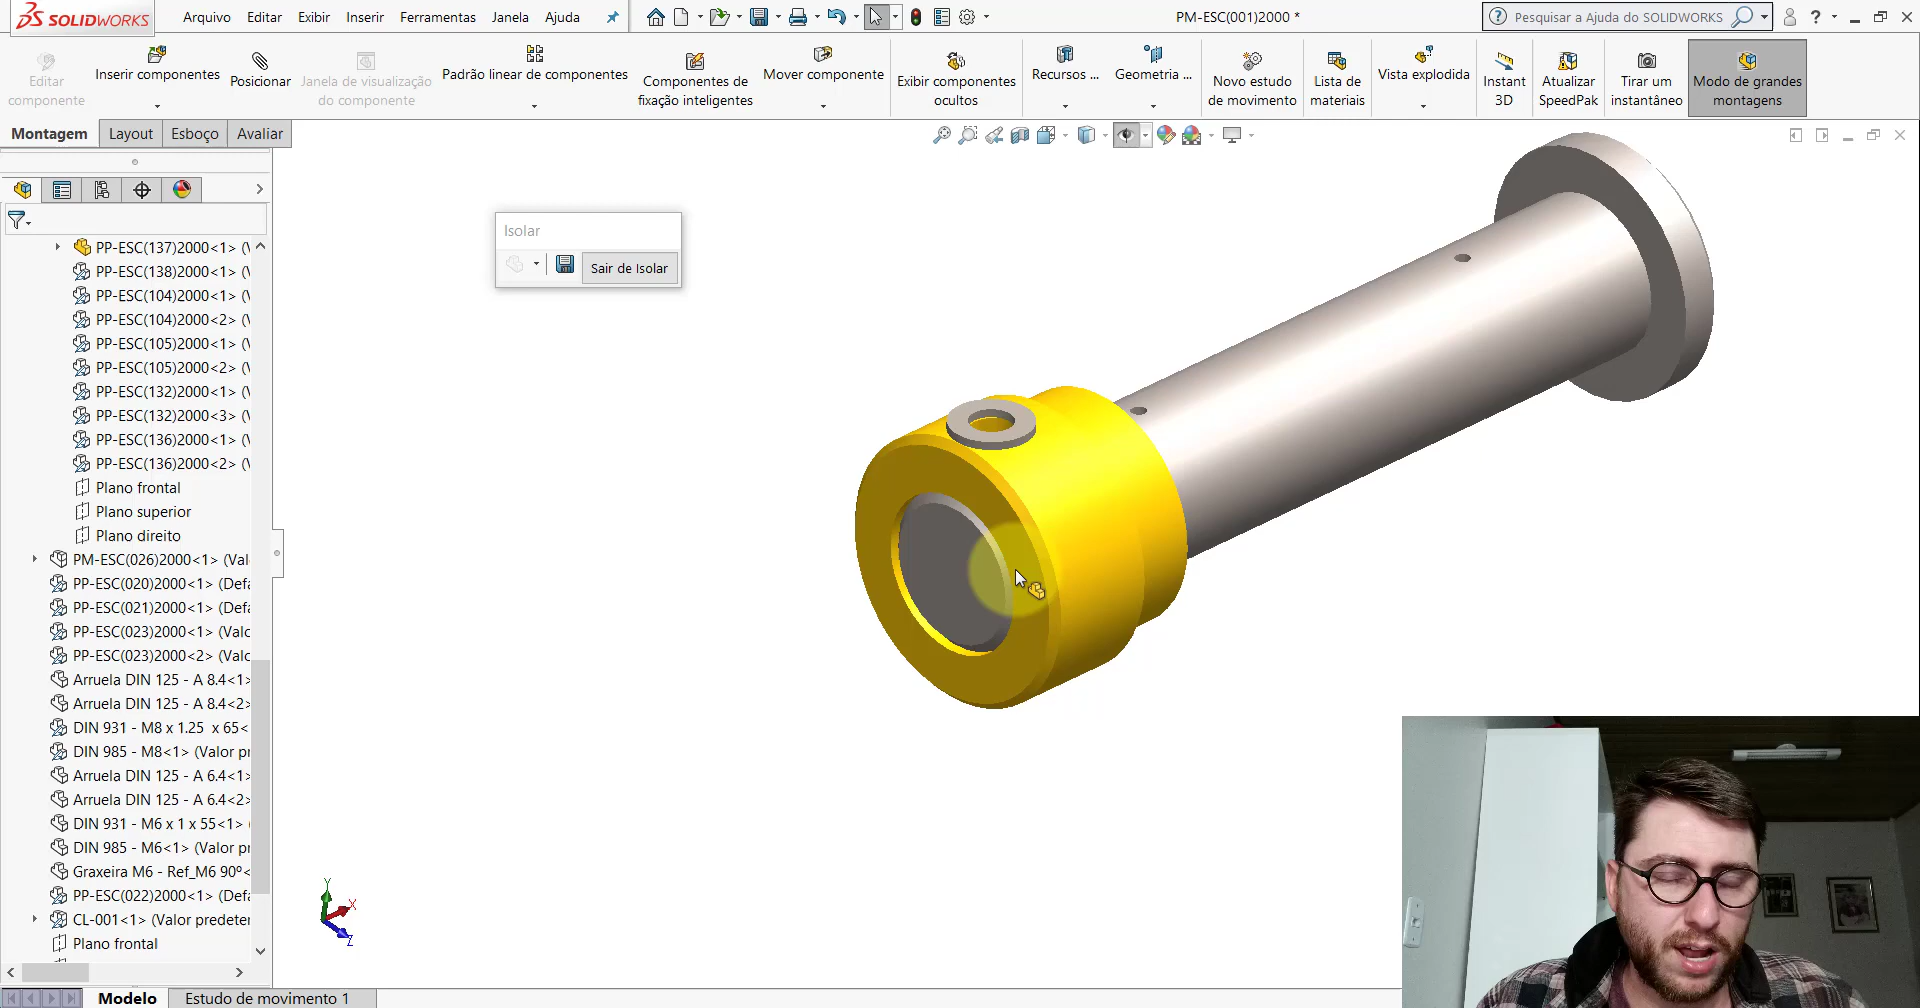 SOLIDWORKS
Arquivo
Editar
Exibir
Inserir
Ferramentas
Janela
Ajuda
PM-ESC(001)2000 *
Pesquisar a Ajuda do SOLIDWORKS
Editar
componente
Inserir componentes
Posicionar
Janela de visualização
do componente
Padrão linear de componentes
Componentes de
fixação inteligentes
Mover componente
Exibir componentes
ocultos
Recursos ...
Geometria ...
Novo estudo
de movimento
Lista de
materiais
Vista explodida
Instant
3D
Atualizar
SpeedPak
Tirar um
instantâneo
Modo de grandes
montagens
Montagem
Layout
Esboço
Avaliar
Isolar
Sair de Isolar
PP-ESC(137)2000<1> (V
PP-ESC(138)2000<1> (V
PP-ESC(104)2000<1> (V
PP-ESC(104)2000<2> (V
PP-ESC(105)2000<1> (V
PP-ESC(105)2000<2> (V
PP-ESC(132)2000<1> (V
PP-ESC(132)2000<3> (V
PP-ESC(136)2000<1> (V
PP-ESC(136)2000<2> (V
Plano frontal
Plano superior
Plano direito
PM-ESC(026)2000<1> (Val
PP-ESC(020)2000<1> (Defa
PP-ESC(021)2000<1> (Defa
PP-ESC(023)2000<1> (Valc
PP-ESC(023)2000<2> (Valc
Arruela DIN 125 - A 8.4<1>
Arruela DIN 125 - A 8.4<2>
DIN 931 - M8 x 1.25 x 65<
DIN 985 - M8<1> (Valor pr
Arruela DIN 125 - A 6.4<1>
Arruela DIN 125 - A 6.4<2>
DIN 931 - M6 x 1 x 55<1> (
DIN 985 - M6<1> (Valor pr
Graxeira M6 - Ref_M6 90º<
PP-ESC(022)2000<1> (Defa
CL-001<1> (Valor predeter
Plano frontal
Y
X
Z
Modelo
Estudo de movimento 1